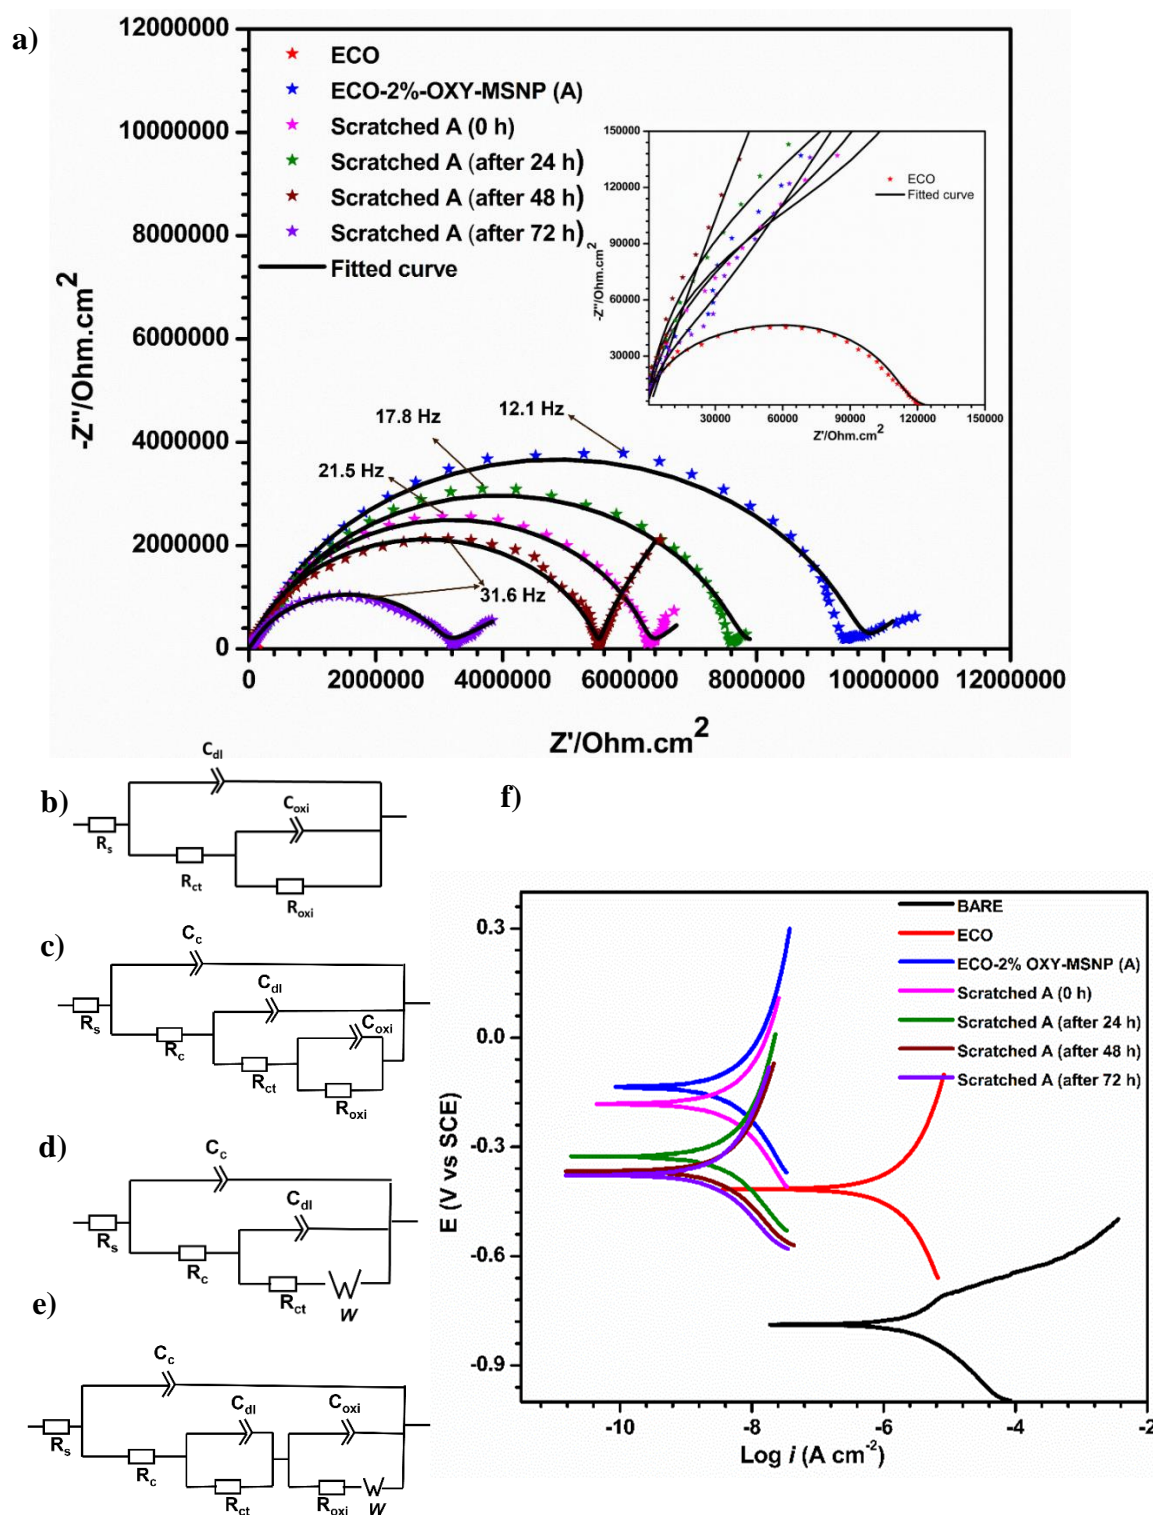 a)
12000000
10000000
8000000
6000000
4000000
2000000
0
-Z"/Ohm.cm2
ECO
ECO-2%-OXY-MSNP (A)
Scratched A (0 h)
Scratched A (after 24 h)
Scratched A (after 48 h)
Scratched A (after 72 h)
Fitted curve
150000
120000
90000
60000
30000
-Z"/Ohm.cm2
ECO
Fitted curve
30000 60000 90000 120000 150000
Z'/Ohm.cm2
17.8 Hz
12.1 Hz
21.5 Hz
31.6 Hz
0 2000000 4000000 6000000 8000000 10000000 12000000
Z'/Ohm.cm2
b)
Cdl
Coxi
Rs
Rct
Roxi
c)
Cc
Cdl
Coxi
Rs
Rc
Rct
Roxi
d)
Cc
Cdl
Rs
Rc
Rct
W
e)
Cc
Cdl
Coxi
Rs
Rc
Rct
Roxi
W
f)
0.3
0.0
-0.3
-0.6
-0.9
E (V vs SCE)
BARE
ECO
ECO-2% OXY-MSNP (A)
Scratched A (0 h)
Scratched A (after 24 h)
Scratched A (after 48 h)
Scratched A (after 72 h)
-10 -8 -6 -4 -2
Log i (A cm-2)